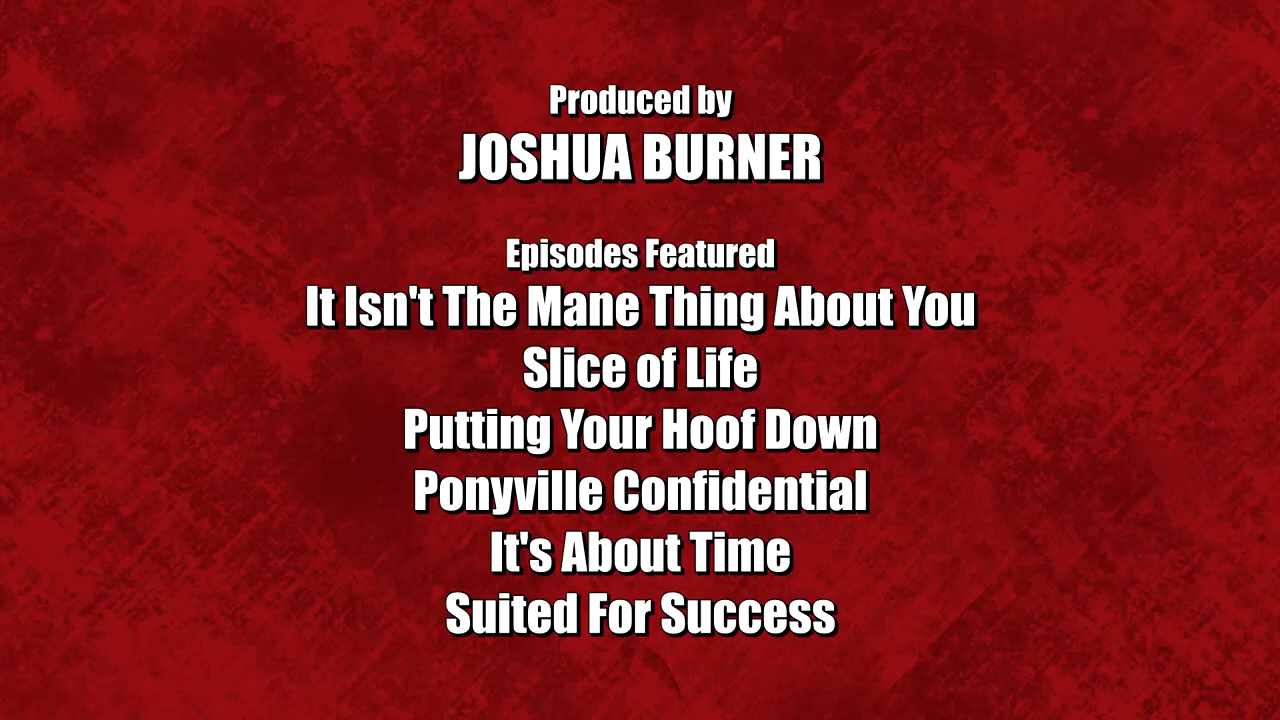 Produced by
JOSHUA BURNER
Episodes Featured
It Isn't The Mane Thing About You
Slice of Life
Putting Your Hoof Down
Ponyville Confidential
It's About Time
Suited For Success